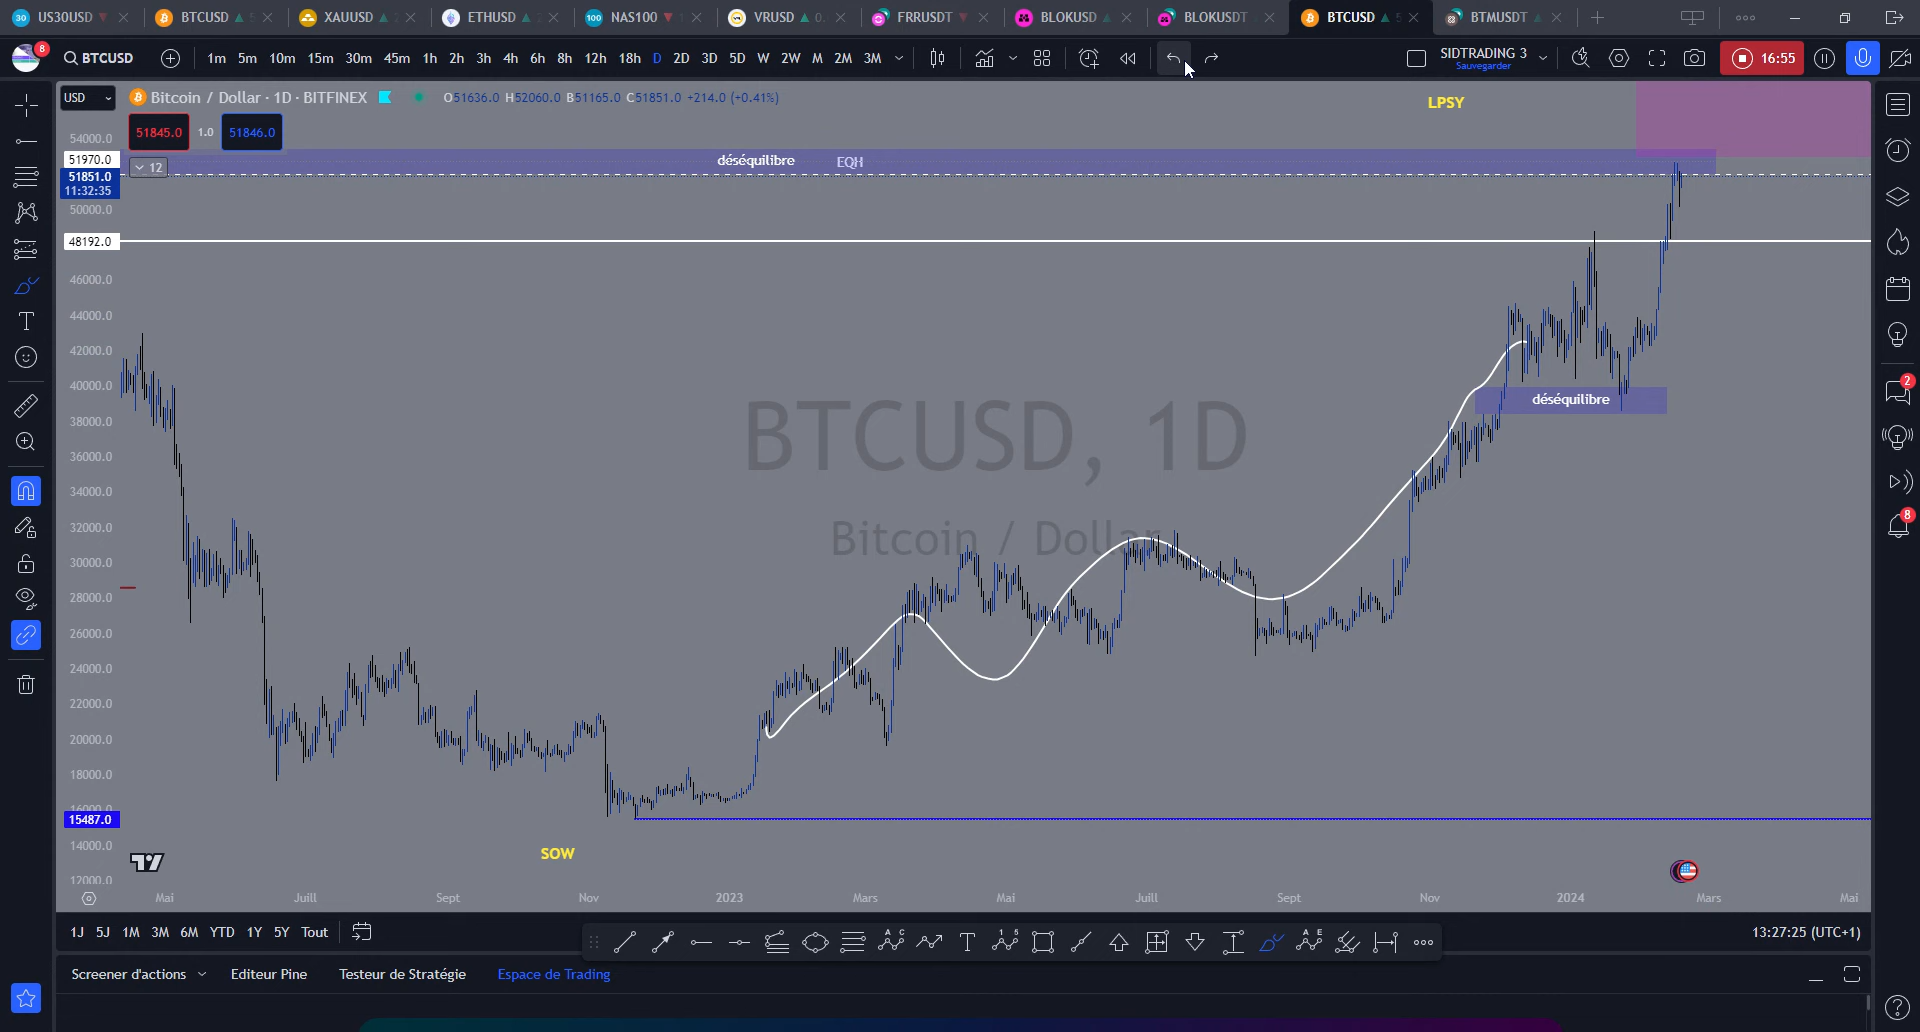 US30USD
BTCUSD
XAUUSD
ETHUSD
NAS100
VRUSD
FRRUSDT
BLOKUSD
BLOKUSDT
BTCUSD
BTMUSDT
8
BTCUSD
1m 5m 10m 15m 30m 45m 1h 2h 3h 4h 6h 8h 12h 18h D 2D 3D 5D W 2W M 2M 3M
SIDTRADING 3
Sauvegarder
16:55
USD
Bitcoin / Dollar · 1D · BITFINEX
O51636.0 H52060.0 B51165.0 C51851.0 +214.0 (+0.41%)
LPSY
51845.0 1.0 51846.0
54000.0
51970.0
12
déséquilibre EQH
51851.0
11:32:35
50000.0
48192.0
46000.0
44000.0
42000.0
40000.0
déséquilibre
38000.0
36000.0
34000.0
32000.0
30000.0
28000.0
26000.0
24000.0
22000.0
20000.0
18000.0
16000.0
15487.0
14000.0
12000.0
BTCUSD, 1D
Bitcoin / Dollar
SOW
Mai Juill Sept Nov 2023 Mars Mai Juill Sept Nov 2024 Mars Mai
1J 5J 1M 3M 6M YTD 1Y 5Y Tout
13:27:25 (UTC+1)
Screener d'actions Editeur Pine Testeur de Stratégie Espace de Trading
2
8